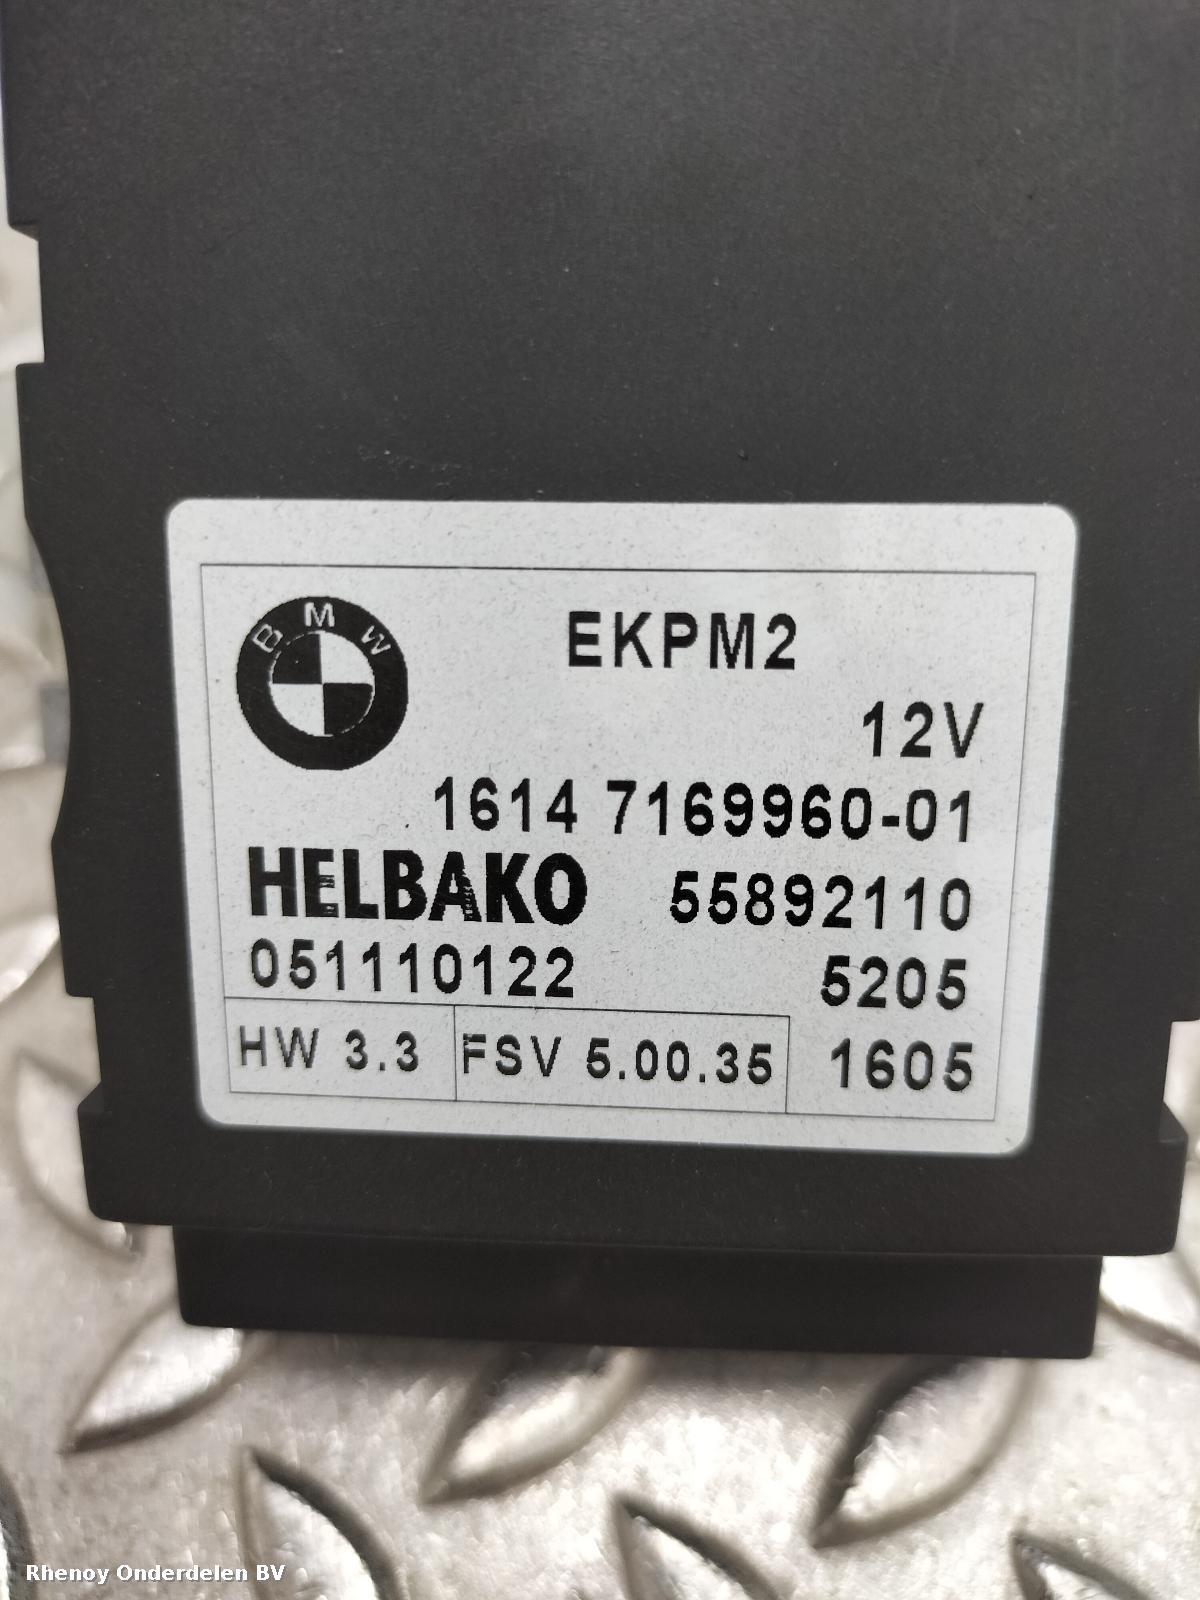 BMW
EKPM2
12V
1614 7169960-01
HELBAKO 55892110
051110122 5205
HW 3.3 FSV 5.00.35 1605
Rhenoy Onderdelen BV